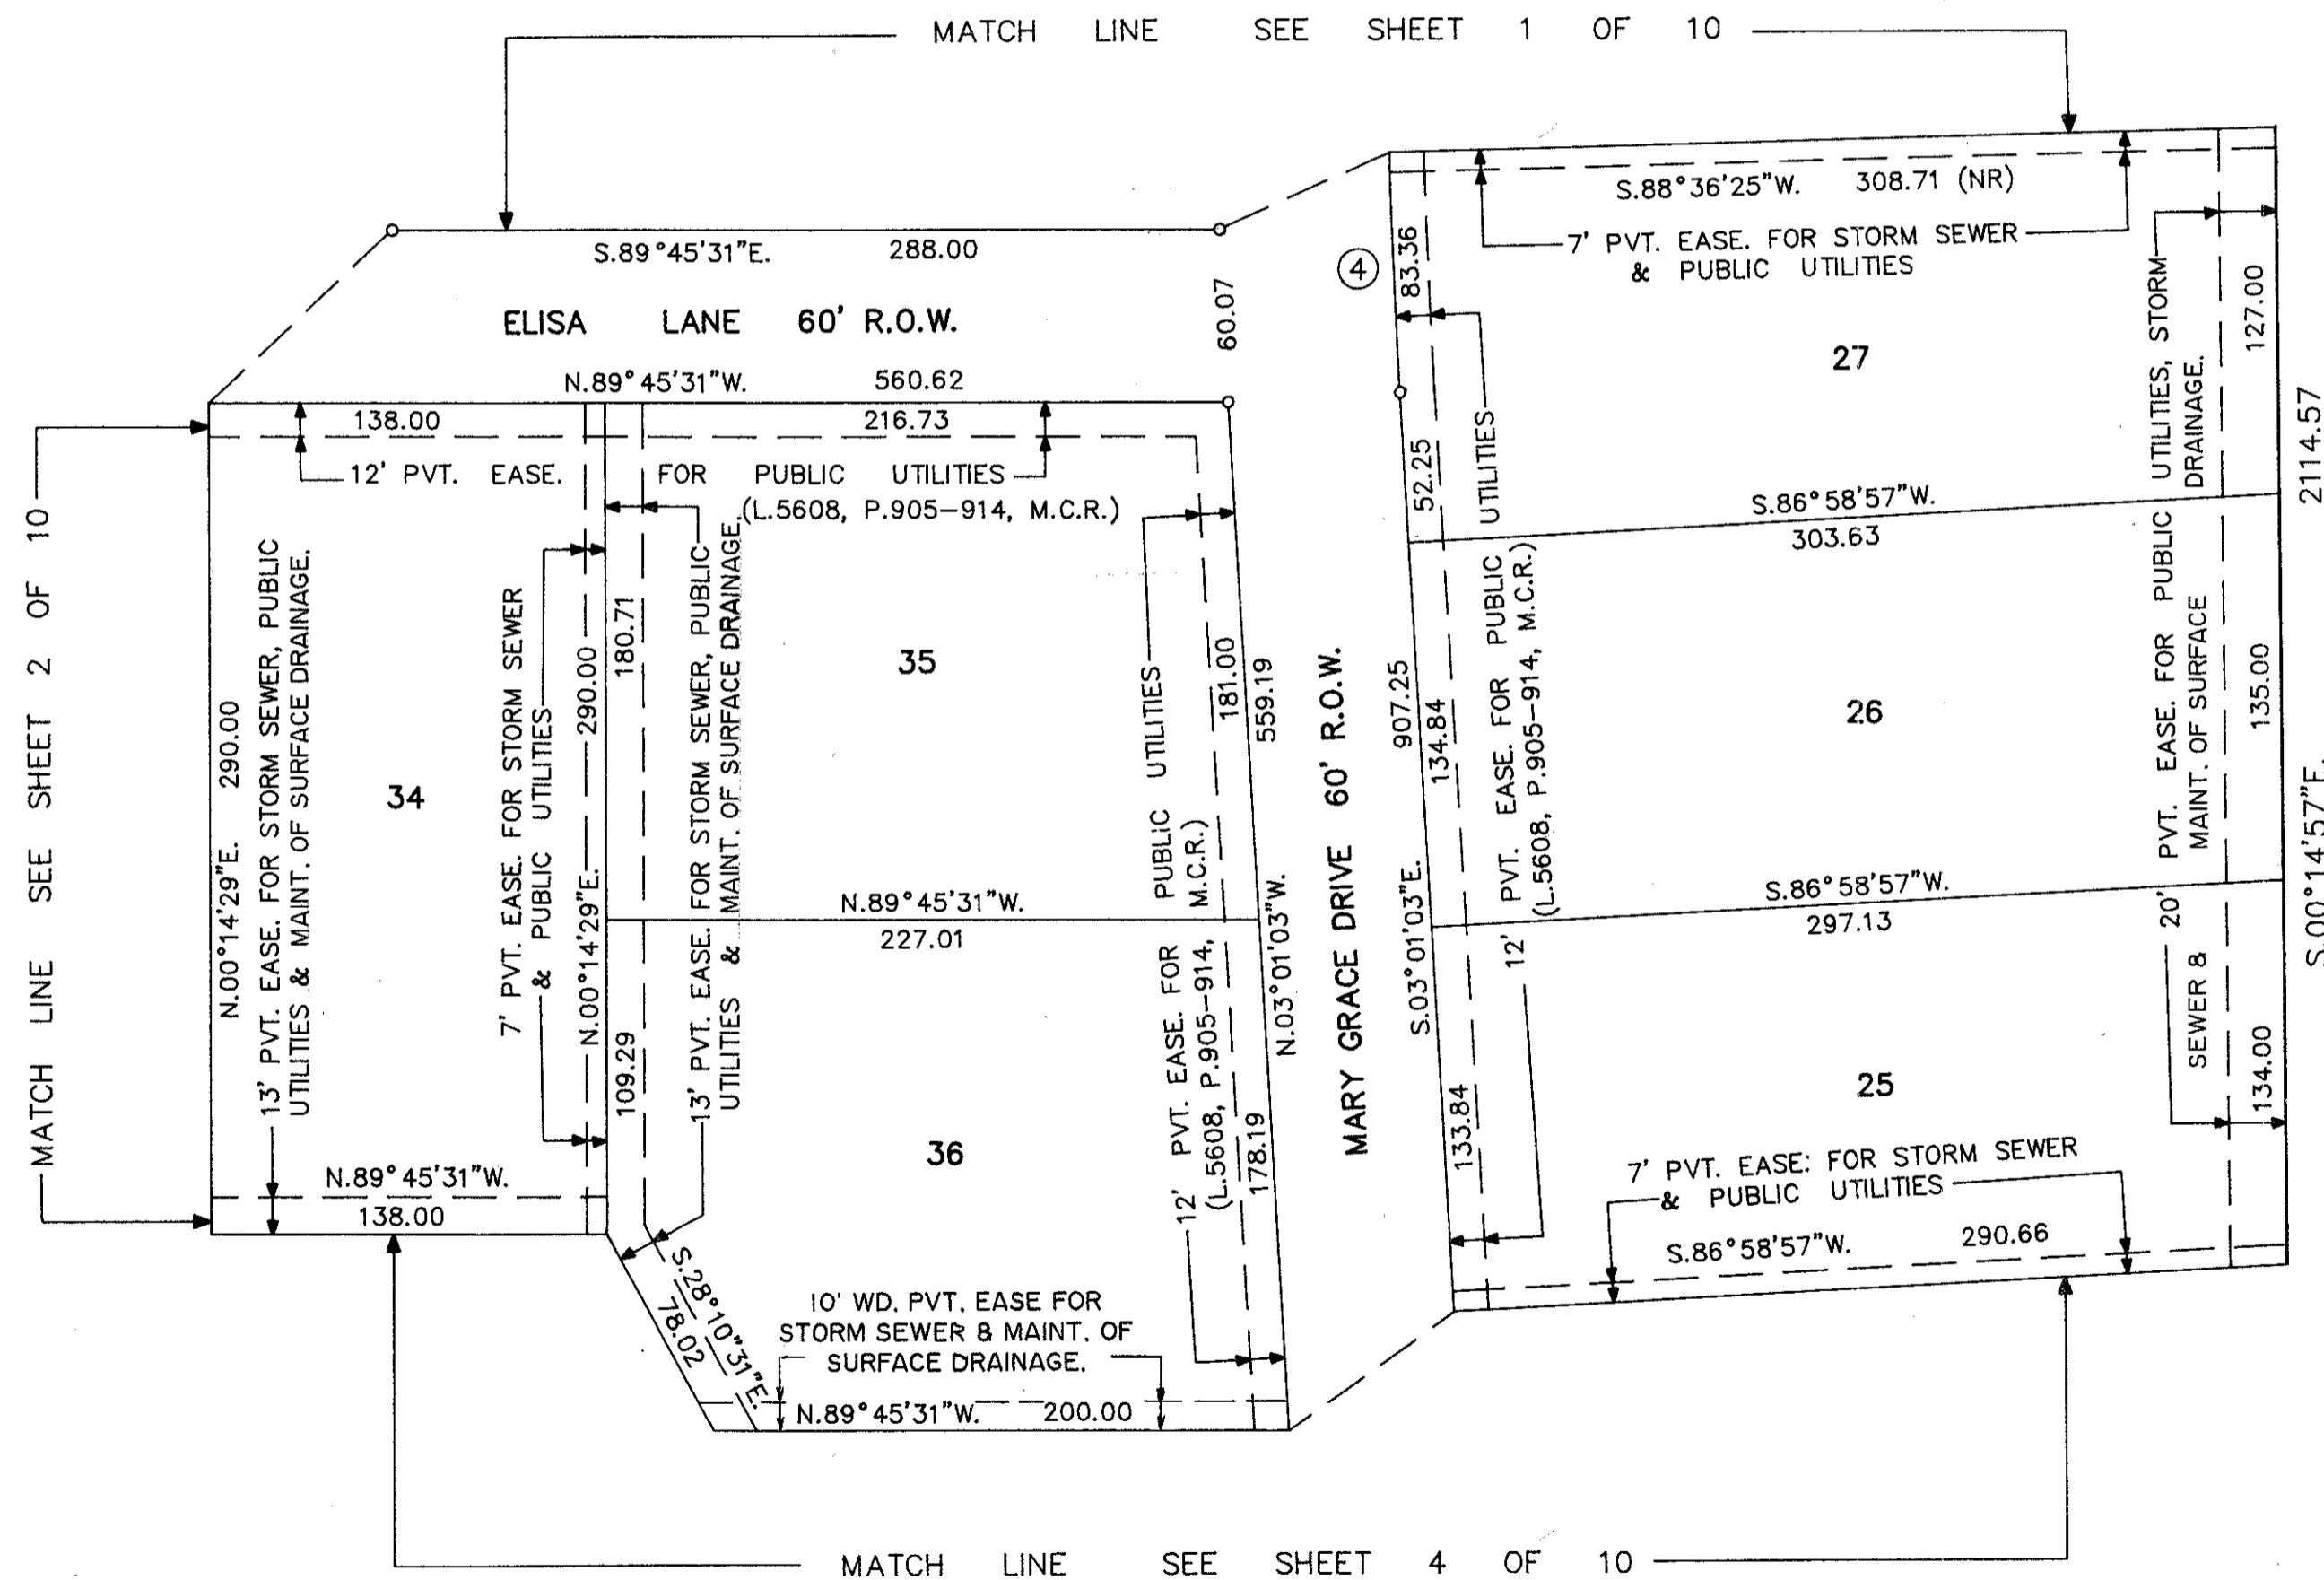 MATCH LINE SEE SHEET 1 OF 10
S.89°45'31"E. 288.00
ELISA LANE 60' R.O.W.
N.89°45'31"W. 560.62
60.07
138.00
216.73
12' PVT. EASE. FOR PUBLIC UTILITIES
(L.5608, P.905-914, M.C.R.)
MATCH LINE SEE SHEET 2 OF 10
N.00°14'29"E. 290.00
13' PVT. EASE. FOR STORM SEWER, PUBLIC
UTILITIES & MAINT. OF SURFACE DRAINAGE.
34
7' PVT. EASE. FOR STORM SEWER
& PUBLIC UTILITIES
N.00°14'29"E. 290.00
180.71
109.29
13' PVT. EASE. FOR STORM SEWER, PUBLIC
UTILITIES & MAINT. OF SURFACE DRAINAGE.
N.89°45'31"W.
138.00
35
N.89°45'31"W.
227.01
36
12' PVT. EASE. FOR PUBLIC UTILITIES
(L.5608, P.905-914, M.C.R.)
181.00
178.19
559.19
N.03°01'03"W.
S.28°10'31"E.
78.02
10' WD. PVT. EASE FOR
STORM SEWER & MAINT. OF
SURFACE DRAINAGE.
N.89°45'31"W. 200.00
MARY GRACE DRIVE 60' R.O.W.
4
83.36
52.25
907.25
S.03°01'03"E.
134.84
133.84
12' PVT. EASE. FOR PUBLIC UTILITIES
(L.5608, P.905-914, M.C.R.)
S.88°36'25"W. 308.71 (NR)
7' PVT. EASE. FOR STORM SEWER
& PUBLIC UTILITIES
27
S.86°58'57"W.
303.63
26
S.86°58'57"W.
297.13
25
7' PVT. EASE: FOR STORM SEWER
& PUBLIC UTILITIES
S.86°58'57"W. 290.66
20' PVT. EASE. FOR PUBLIC UTILITIES, STORM
SEWER & MAINT. OF SURFACE DRAINAGE.
127.00
135.00
134.00
2114.57
S.00°14'57"E.
MATCH LINE SEE SHEET 4 OF 10